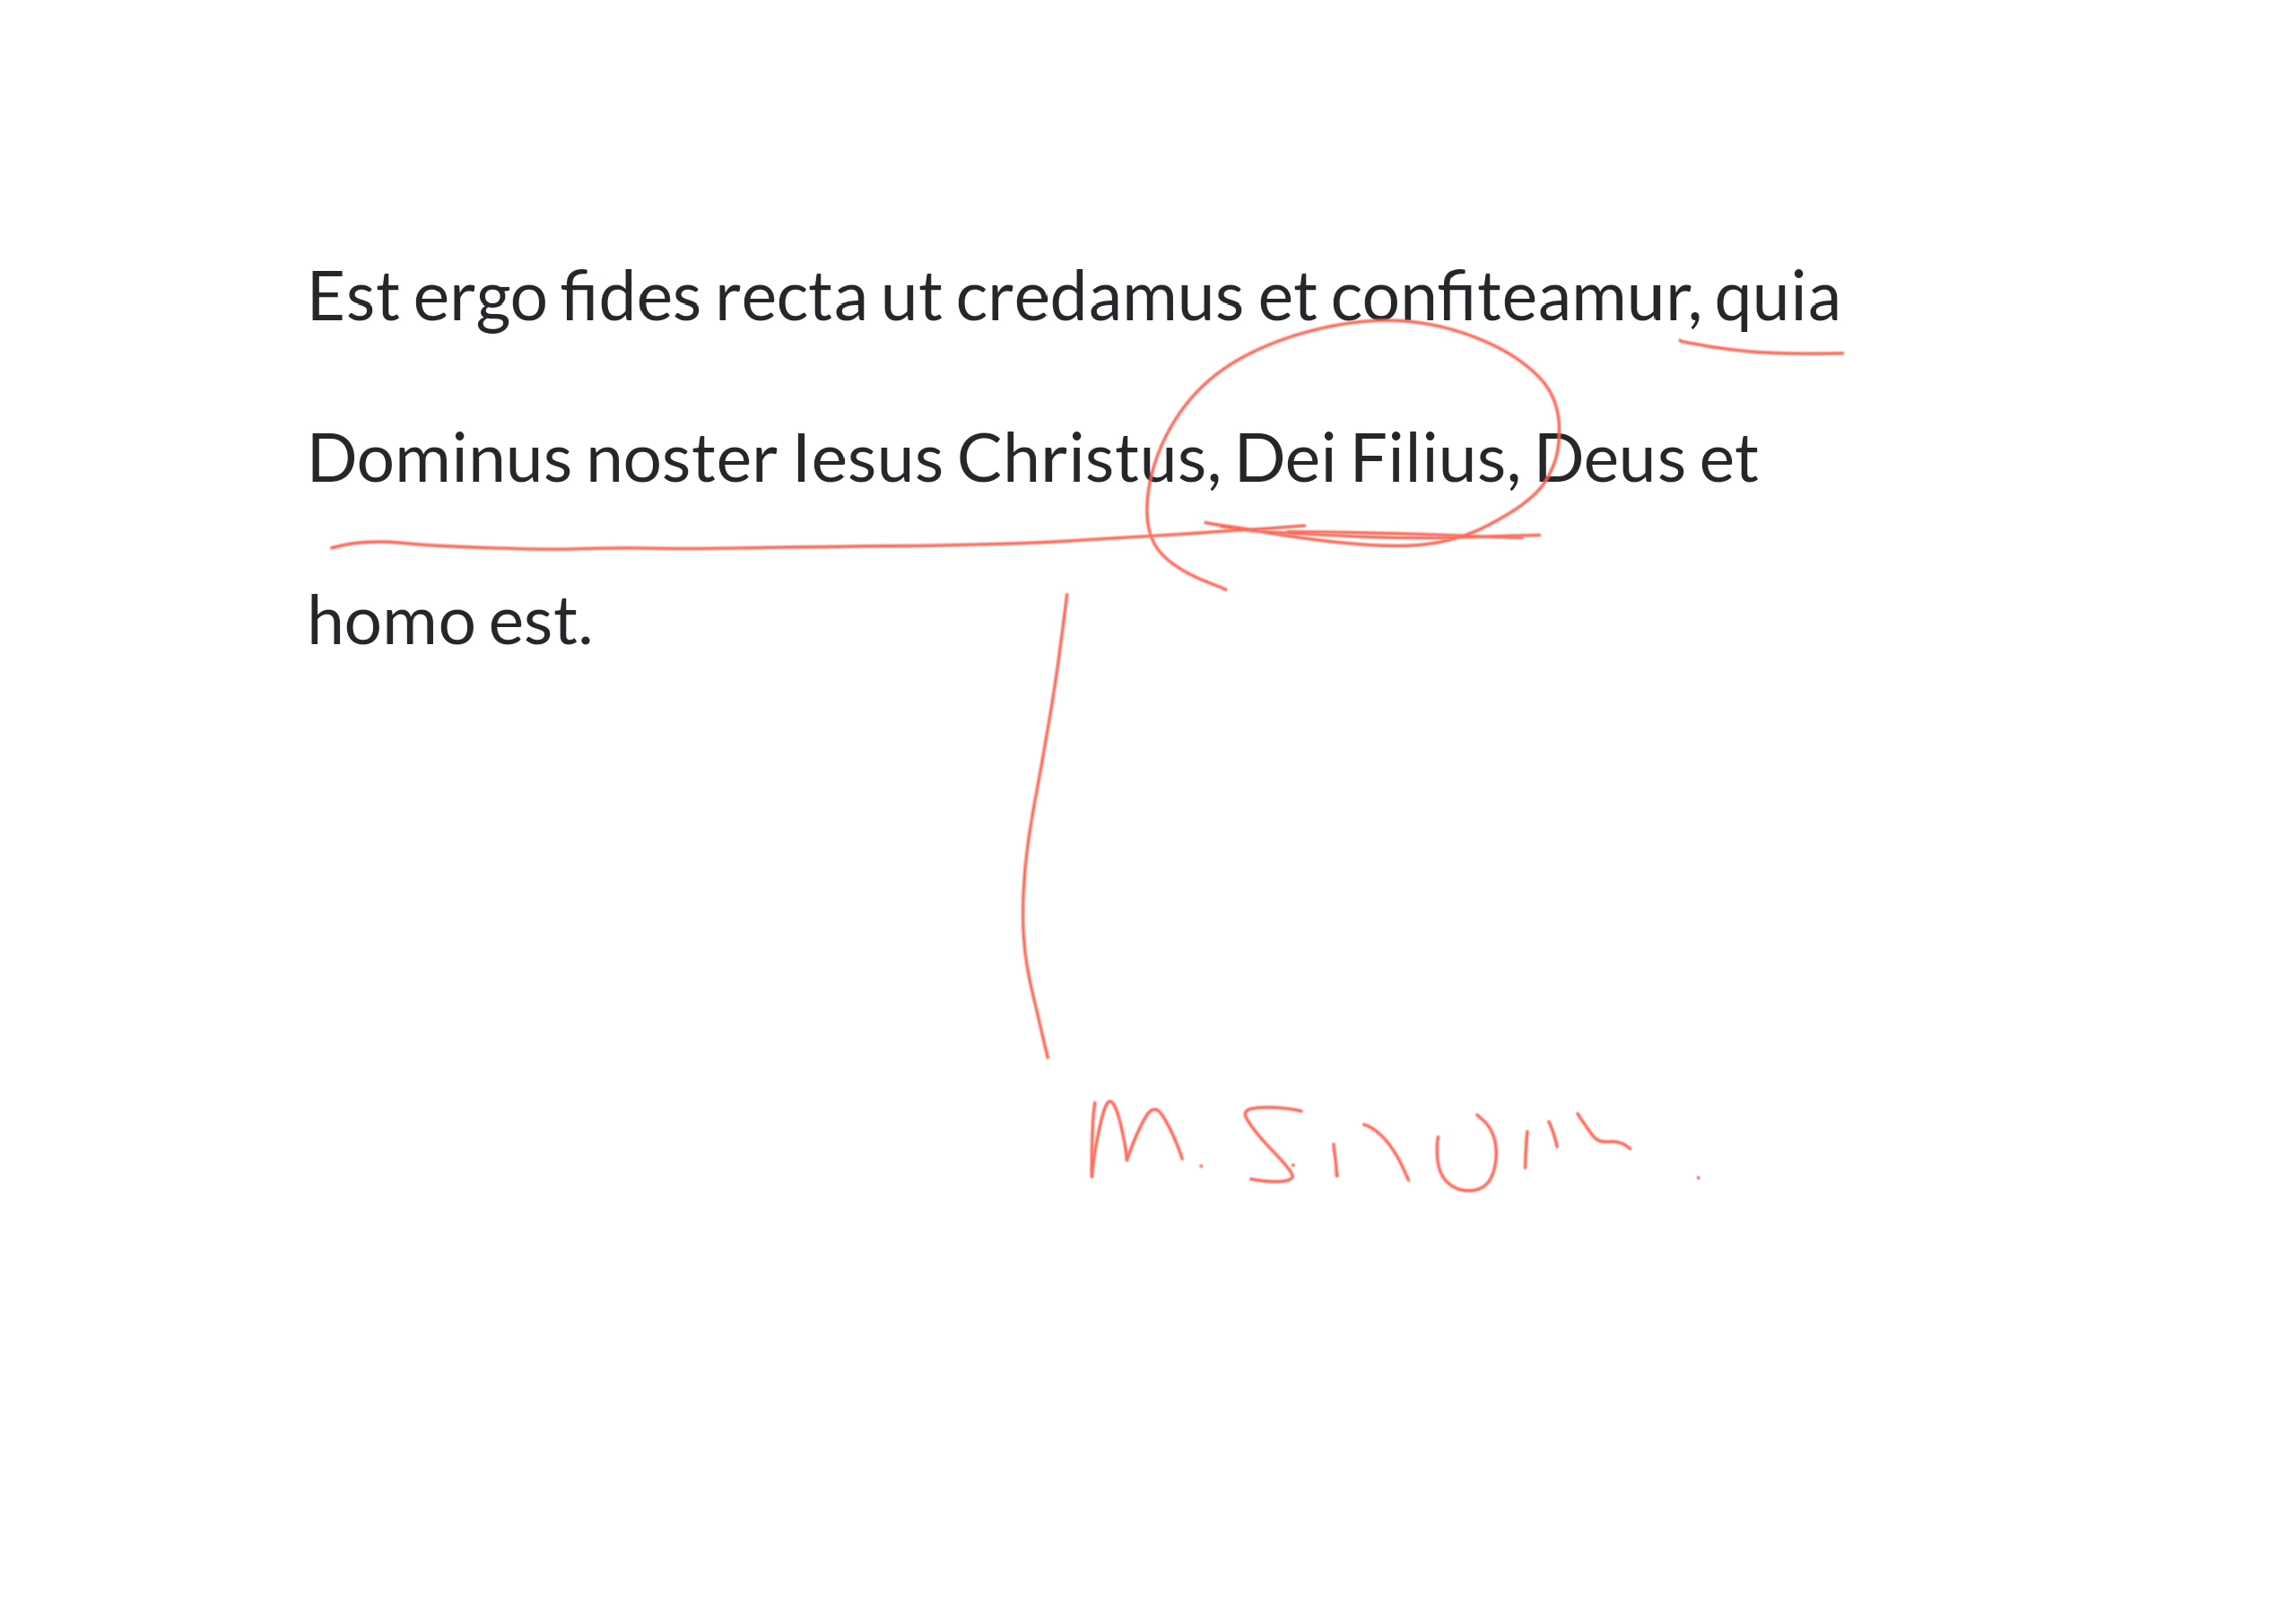 Est ergo fides recta ut credamus et confiteamur, quia
Dominus noster Iesus Christus, Dei Filius, Deus et
homo est.
M.